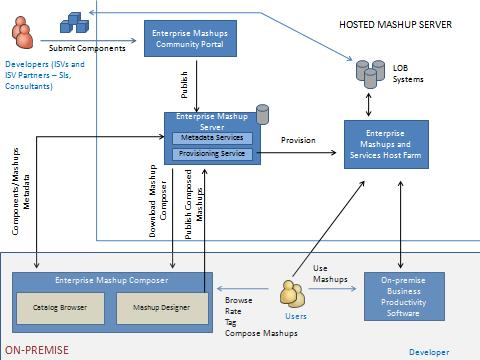 HOSTED MASHUP SERVER
Submit Components
Enterprise Mashups
Community Portal
Developers (ISVs and
ISV Partners – SIs,
Consultants)
LOB
Systems
Publish
Enterprise Mashup
Server
Metadata Services
Provisioning Service
Provision
Enterprise
Mashups and
Services Host Farm
Components/Mashups
Metadata
Download Mashup
Composer
Publish Composed
Mashups
Enterprise Mashup Composer
Catalog Browser
Mashup Designer
Use
Mashups
On-premise
Business
Productivity
Software
Browse
Rate
Tag
Compose Mashups
Users
ON-PREMISE
Developer